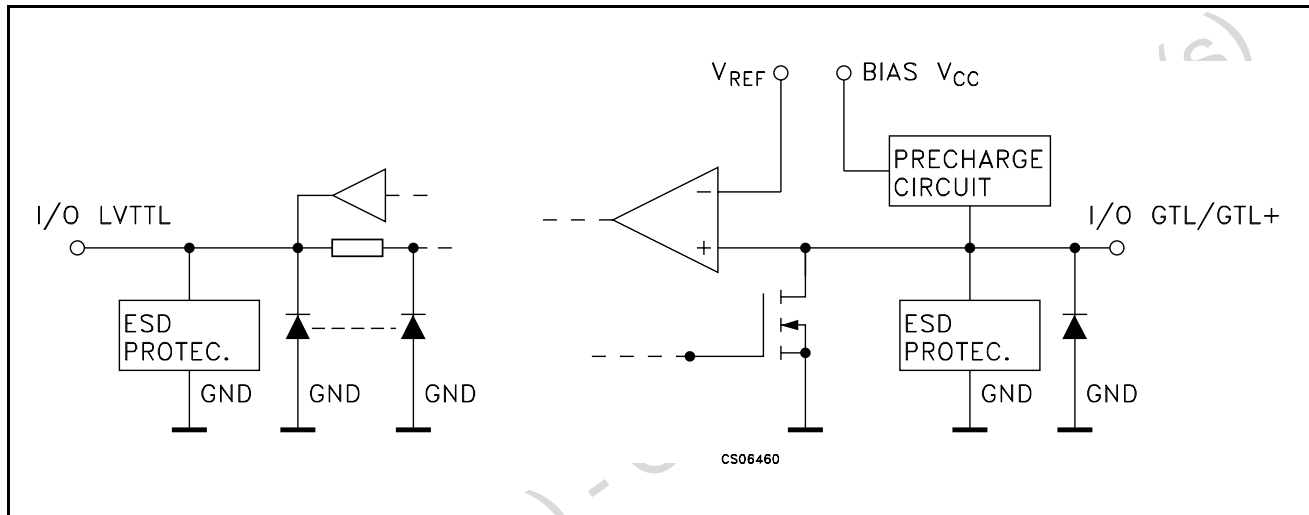 V_REF
BIAS V_CC
PRECHARGE
CIRCUIT
I/O LVTTL
I/O GTL/GTL+
−
+
ESD
PROTEC.
ESD
PROTEC.
GND
GND
GND
GND
GND
CS06460